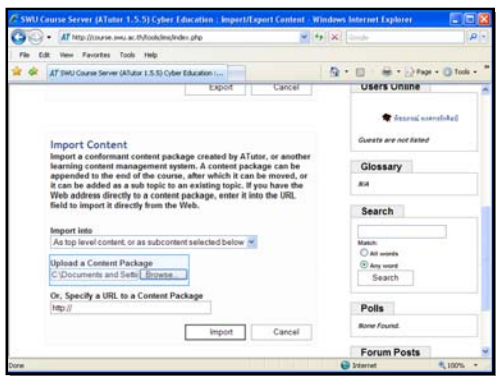 SWU Course Server (ATutor 1.5.5) Cyber Education : Import/Export Content - Windows Internet Explorer
http://course.swu.ac.th/tools/ims/index.php
Google
File Edit View Favorites Tools Help
SWU Course Server (ATutor 1.5.5) Cyber Education : ...
Page Tools
Export Cancel
Import Content
Import a conformant content package created by ATutor, or another
learning content management system. A content package can be
appended to the end of the course, after which it can be moved, or
it can be added as a sub topic to an existing topic. If you have the
Web address directly to a content package, enter it into the URL
field to import it directly from the Web.
Import into
As top level content, or as subcontent selected below
Upload a Content Package
C:\Documents and Setti Browse...
Or, Specify a URL to a Content Package
http://
Import Cancel
Users Online
Guests are not listed
Glossary
N/A
Search
Match:
All words
Any word
Search
Polls
None Found.
Forum Posts
Done
Internet
100%